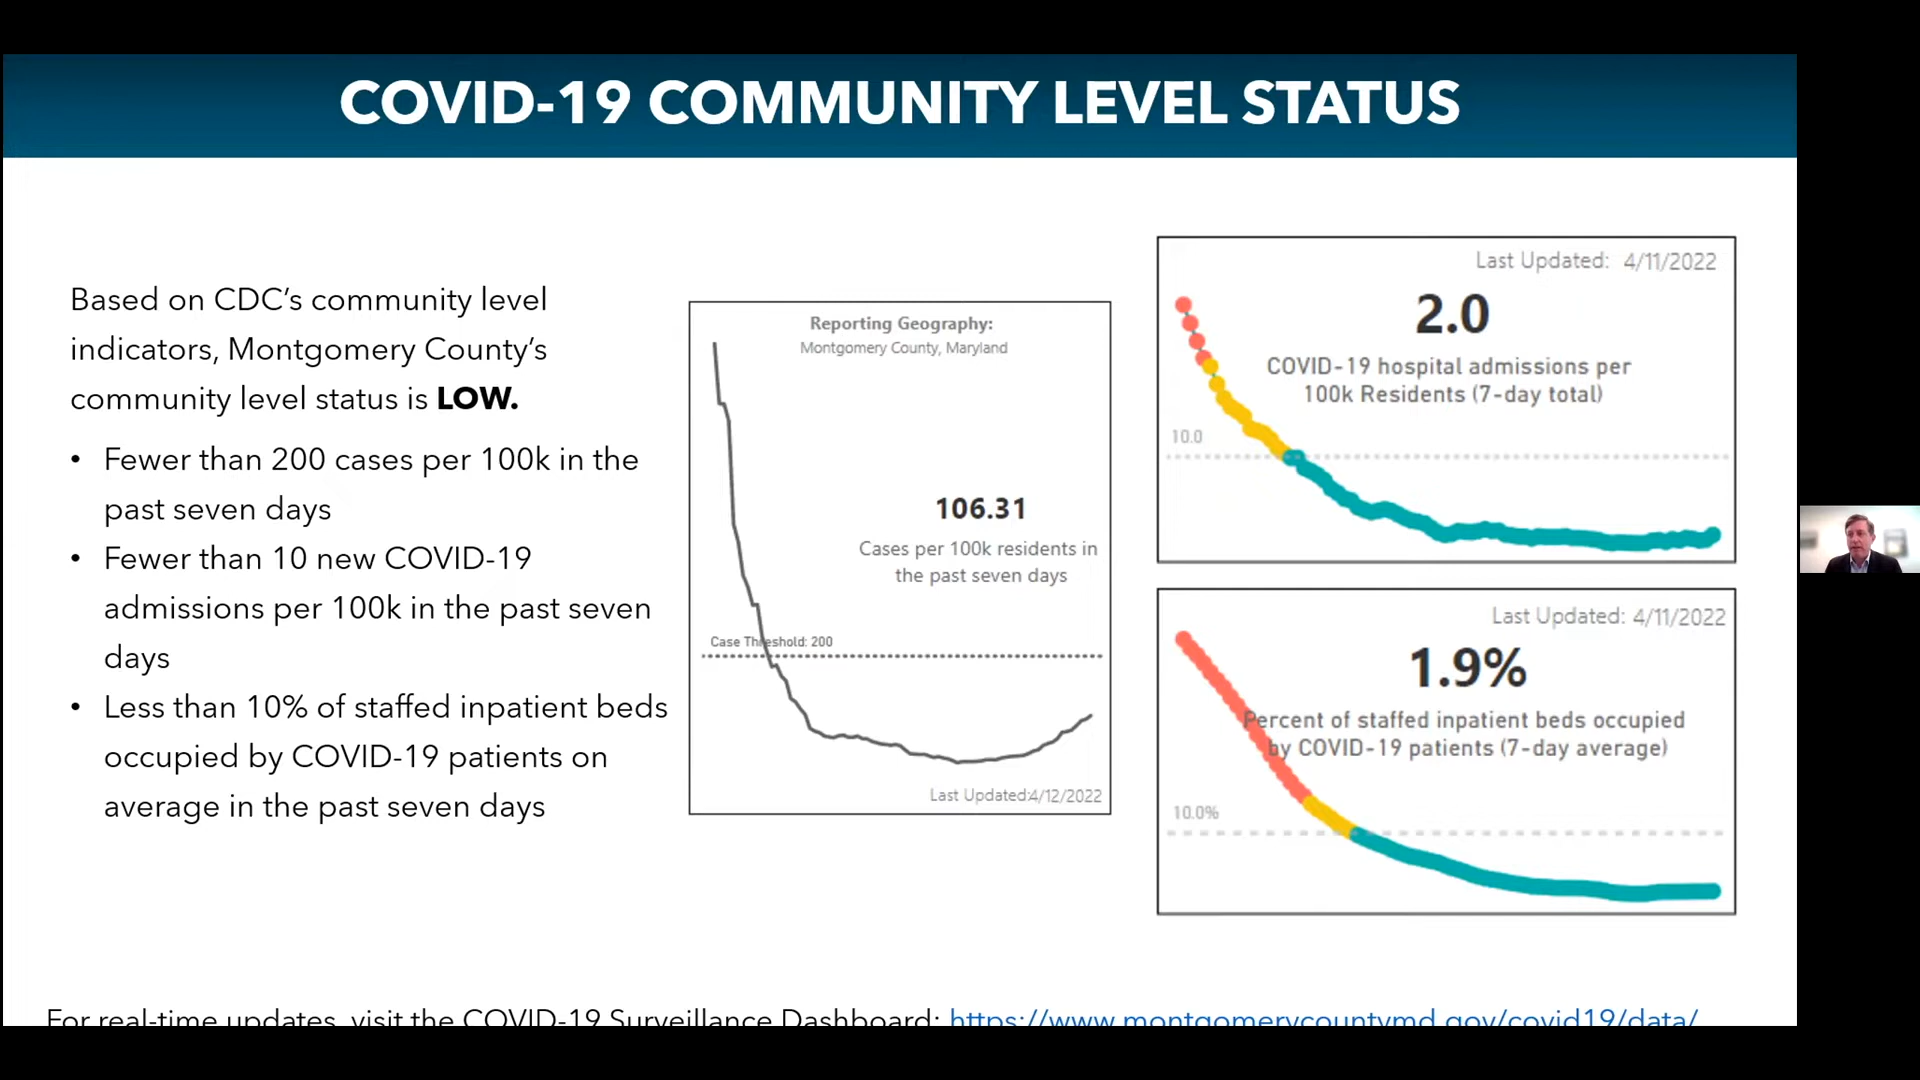 COVID-19 COMMUNITY LEVEL STATUS
Based on CDC’s community level
indicators, Montgomery County’s
community level status is LOW.
• Fewer than 200 cases per 100k in the
past seven days
• Fewer than 10 new COVID-19
admissions per 100k in the past seven
days
• Less than 10% of staffed inpatient beds
occupied by COVID-19 patients on
average in the past seven days
Reporting Geography:
Montgomery County, Maryland
106.31
Cases per 100k residents in
the past seven days
Case Threshold: 200
Last Updated:4/12/2022
Last Updated: 4/11/2022
2.0
COVID-19 hospital admissions per
100k Residents (7-day total)
10.0
Last Updated: 4/11/2022
1.9%
Percent of staffed inpatient beds occupied
by COVID-19 patients (7-day average)
10.0%
For real-time updates, visit the COVID-19 Surveillance Dashboard: https://www.montgomerycountymd.gov/covid19/data/